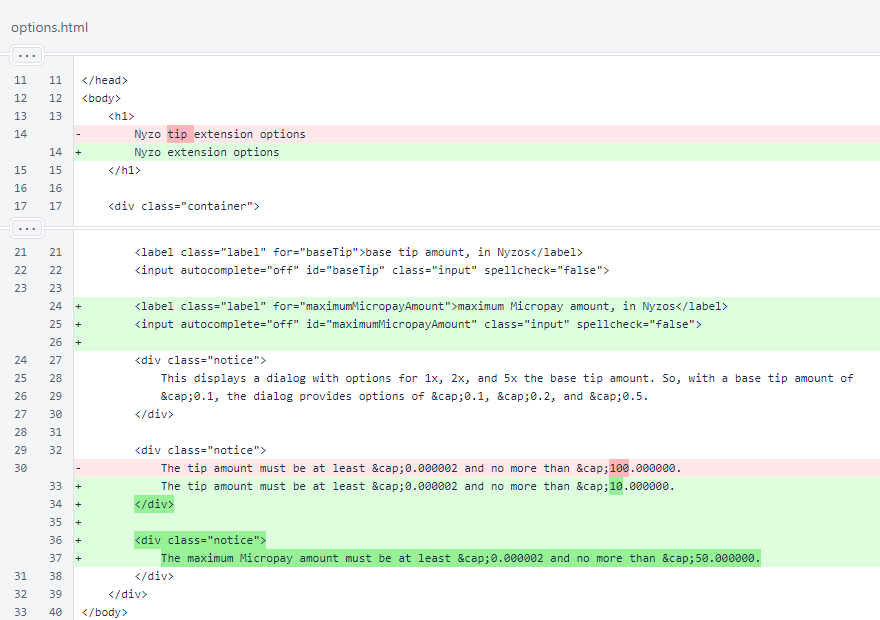 options.html
...
11 11 </head>
12 12 <body>
13 13 <h1>
14 - Nyzo tip extension options
14 + Nyzo extension options
15 15 </h1>
16 16
17 17 <div class="container">
...
21 21 <label class="label" for="baseTip">base tip amount, in Nyzos</label>
22 22 <input autocomplete="off" id="baseTip" class="input" spellcheck="false">
23 23
24 + <label class="label" for="maximumMicropayAmount">maximum Micropay amount, in Nyzos</label>
25 + <input autocomplete="off" id="maximumMicropayAmount" class="input" spellcheck="false">
26 +
24 27 <div class="notice">
25 28 This displays a dialog with options for 1x, 2x, and 5x the base tip amount. So, with a base tip amount of
26 29 &cap;0.1, the dialog provides options of &cap;0.1, &cap;0.2, and &cap;0.5.
27 30 </div>
28 31
29 32 <div class="notice">
30 - The tip amount must be at least &cap;0.000002 and no more than &cap;100.000000.
33 + The tip amount must be at least &cap;0.000002 and no more than &cap;10.000000.
34 + </div>
35 +
36 + <div class="notice">
37 + The maximum Micropay amount must be at least &cap;0.000002 and no more than &cap;50.000000.
31 38 </div>
32 39 </div>
33 40 </body>